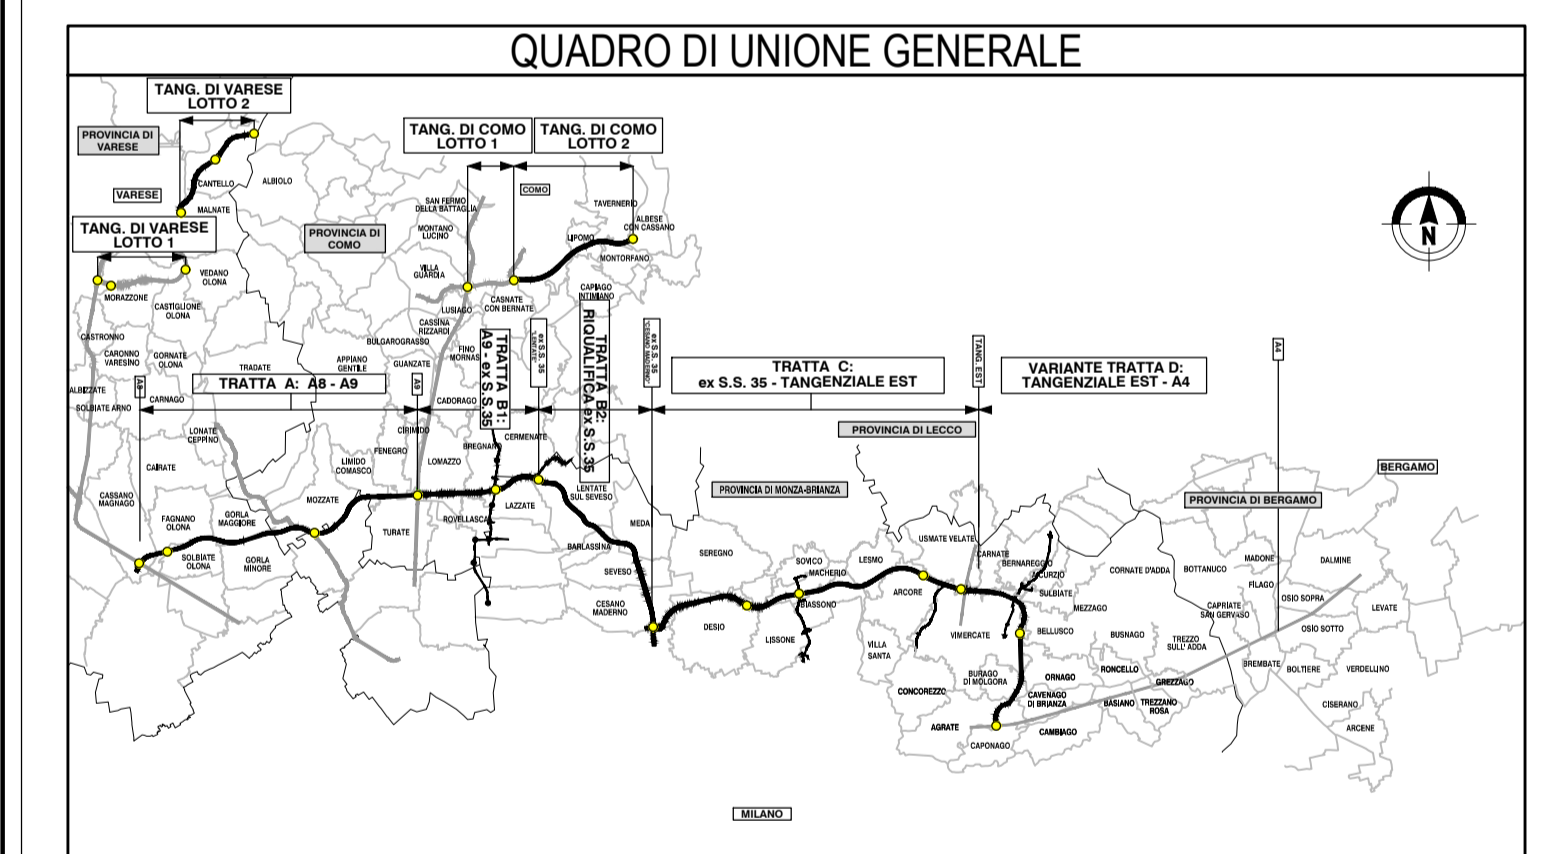 QUADRO DI UNIONE GENERALE
TANG. DI VARESE
LOTTO 2
PROVINCIA DI
VARESE
TANG. DI COMO
LOTTO 1
TANG. DI COMO
LOTTO 2
CANTELLO
ALBIOLO
VARESE
MALNATE
COMO
SAN FERMO
DELLA BATTAGLIA
TAVERNERIO
ALBESE
CON CASSANO
TANG. DI VARESE
LOTTO 1
PROVINCIA DI
COMO
MONTANO
LUCINO
LIPOMO
MONTORFANO
N
VILLA
GUARDIA
VEDANO
OLONA
MORAZZONE
CASTIGLIONE
OLONA
CAPIAGO
INTIMIANO
LUSIAGO
CASNATE
CON BERNATE
CASSINA
RIZZARDI
CASTRONNO
BULGAROGRASSO
FINO
MORNAS
CARONNO
VARESINO
GORNATE
OLONA
TRADATE
APPIANO
GENTILE
GUANZATE
TRATTA B1:
A9 - ex S.S.35
ex S.S. 35
"LENTATE"
TRATTA B2:
RIQUALIFICA ex S.S.35
ex S.S. 35
"CESANO MADERNO"
TRATTA C:
ex S.S. 35 - TANGENZIALE EST
TANG. EST
VARIANTE TRATTA D:
TANGENZIALE EST - A4
A4
ALBIZZATE
A8
TRATTA A: A8 - A9
A9
SOLBIATE ARNO
CARNAGO
CADORAGO
LONATE
CEPPINO
CIRIMIDO
CERMENATE
PROVINCIA DI LECCO
FENEGRO
BREGNANO
CAIRATE
LIMIDO
COMASCO
LOMAZZO
BERGAMO
CASSANO
MAGNAGO
MOZZATE
LENTATE
SUL SEVESO
PROVINCIA DI MONZA-BRIANZA
PROVINCIA DI BERGAMO
FAGNANO
OLONA
GORLA
MAGGIORE
ROVELLASCA
LAZZATE
MEDA
TURATE
USMATE VELATE
SOLBIATE
OLONA
GORLA
MINORE
BARLASSINA
SEREGNO
SOVICO
LESMO
CARNATE
BERNAREGGIO
MADONE
DALMINE
SEVESO
MACHERIO
ACURZIO
CORNATE D'ADDA
BOTTANUCO
FILAGO
ARCORE
SULBIATE
OSIO SOPRA
CESANO
MADERNO
BIASSONO
MEZZAGO
CAPRIATE
SAN GERVASO
LEVATE
DESIO
LISSONE
VIMERCATE
BELLUSCO
BUSNAGO
OSIO SOTTO
VILLA
SANTA
TREZZO
SULL' ADDA
BURAGO
DI MOLGORA
ORNAGO
RONCELLO
BREMBATE
BOLTIERE
VERDELLINO
CONCOREZZO
GREZZAGO
CAVENAGO
DI BRIANZA
BASIANO
TREZZANO
ROSA
CISERANO
AGRATE
CAMBIAGO
ARCENE
CAPONAGO
MILANO